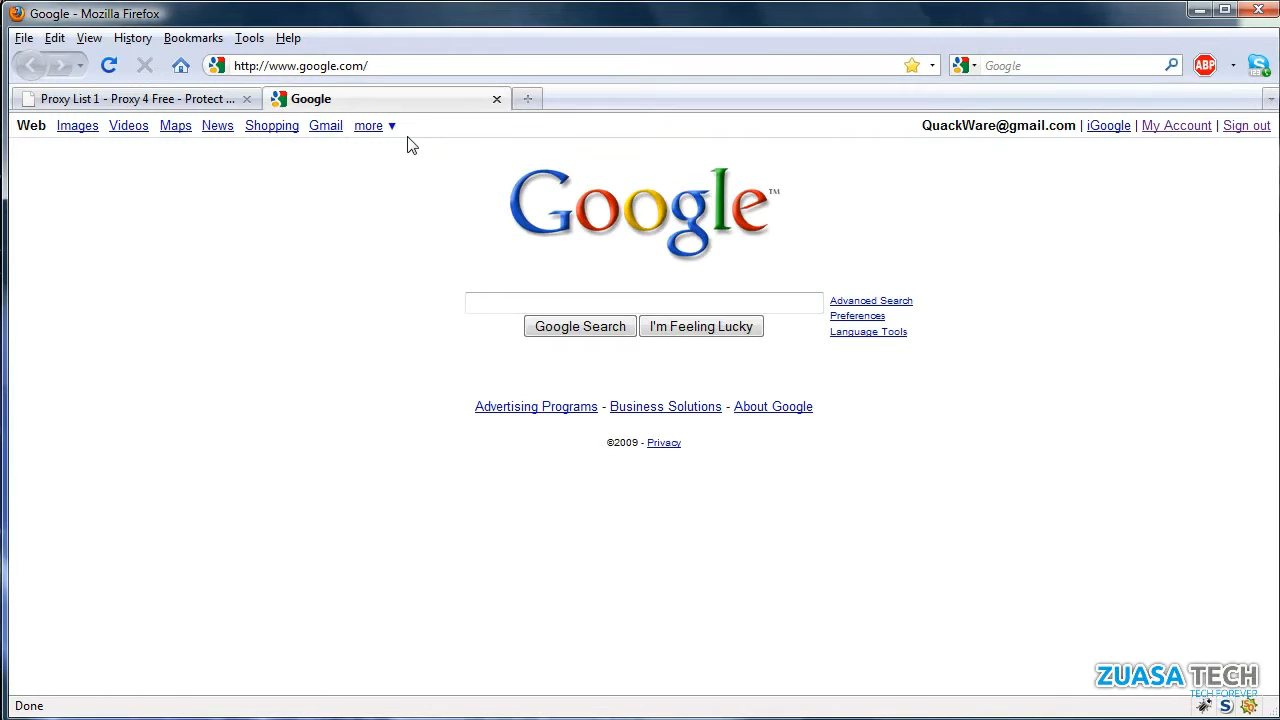 Google - Mozilla Firefox
File Edit View History Bookmarks Tools Help
http://www.google.com/ Google ABP
Proxy List 1 - Proxy 4 Free - Protect ... Google
Web Images Videos Maps News Shopping Gmail more ▼ QuackWare@gmail.com | iGoogle | My Account | Sign out
Google™
Advanced Search
Preferences
Language Tools
Google Search I'm Feeling Lucky
Advertising Programs - Business Solutions - About Google
©2009 - Privacy
ZUASA TECH
TECH FOREVER
Done S